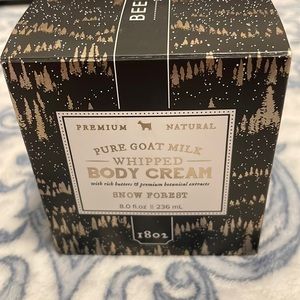 BEE
PREMIUM NATURAL
PURE GOAT MILK
WHIPPED
BODY CREAM
with rich butters & premium botanical extracts
SNOW FOREST
8.0 fl oz || 236 mL
1802